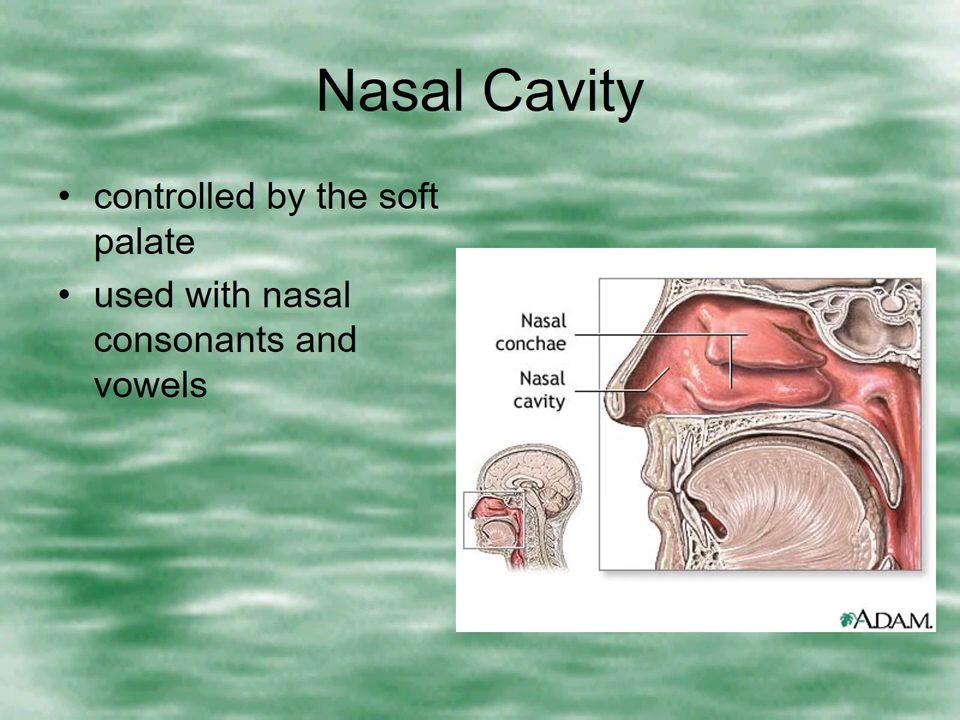 Nasal Cavity
• controlled by the soft
palate
• used with nasal
consonants and
vowels
Nasal
conchae
Nasal
cavity
A.D.A.M.